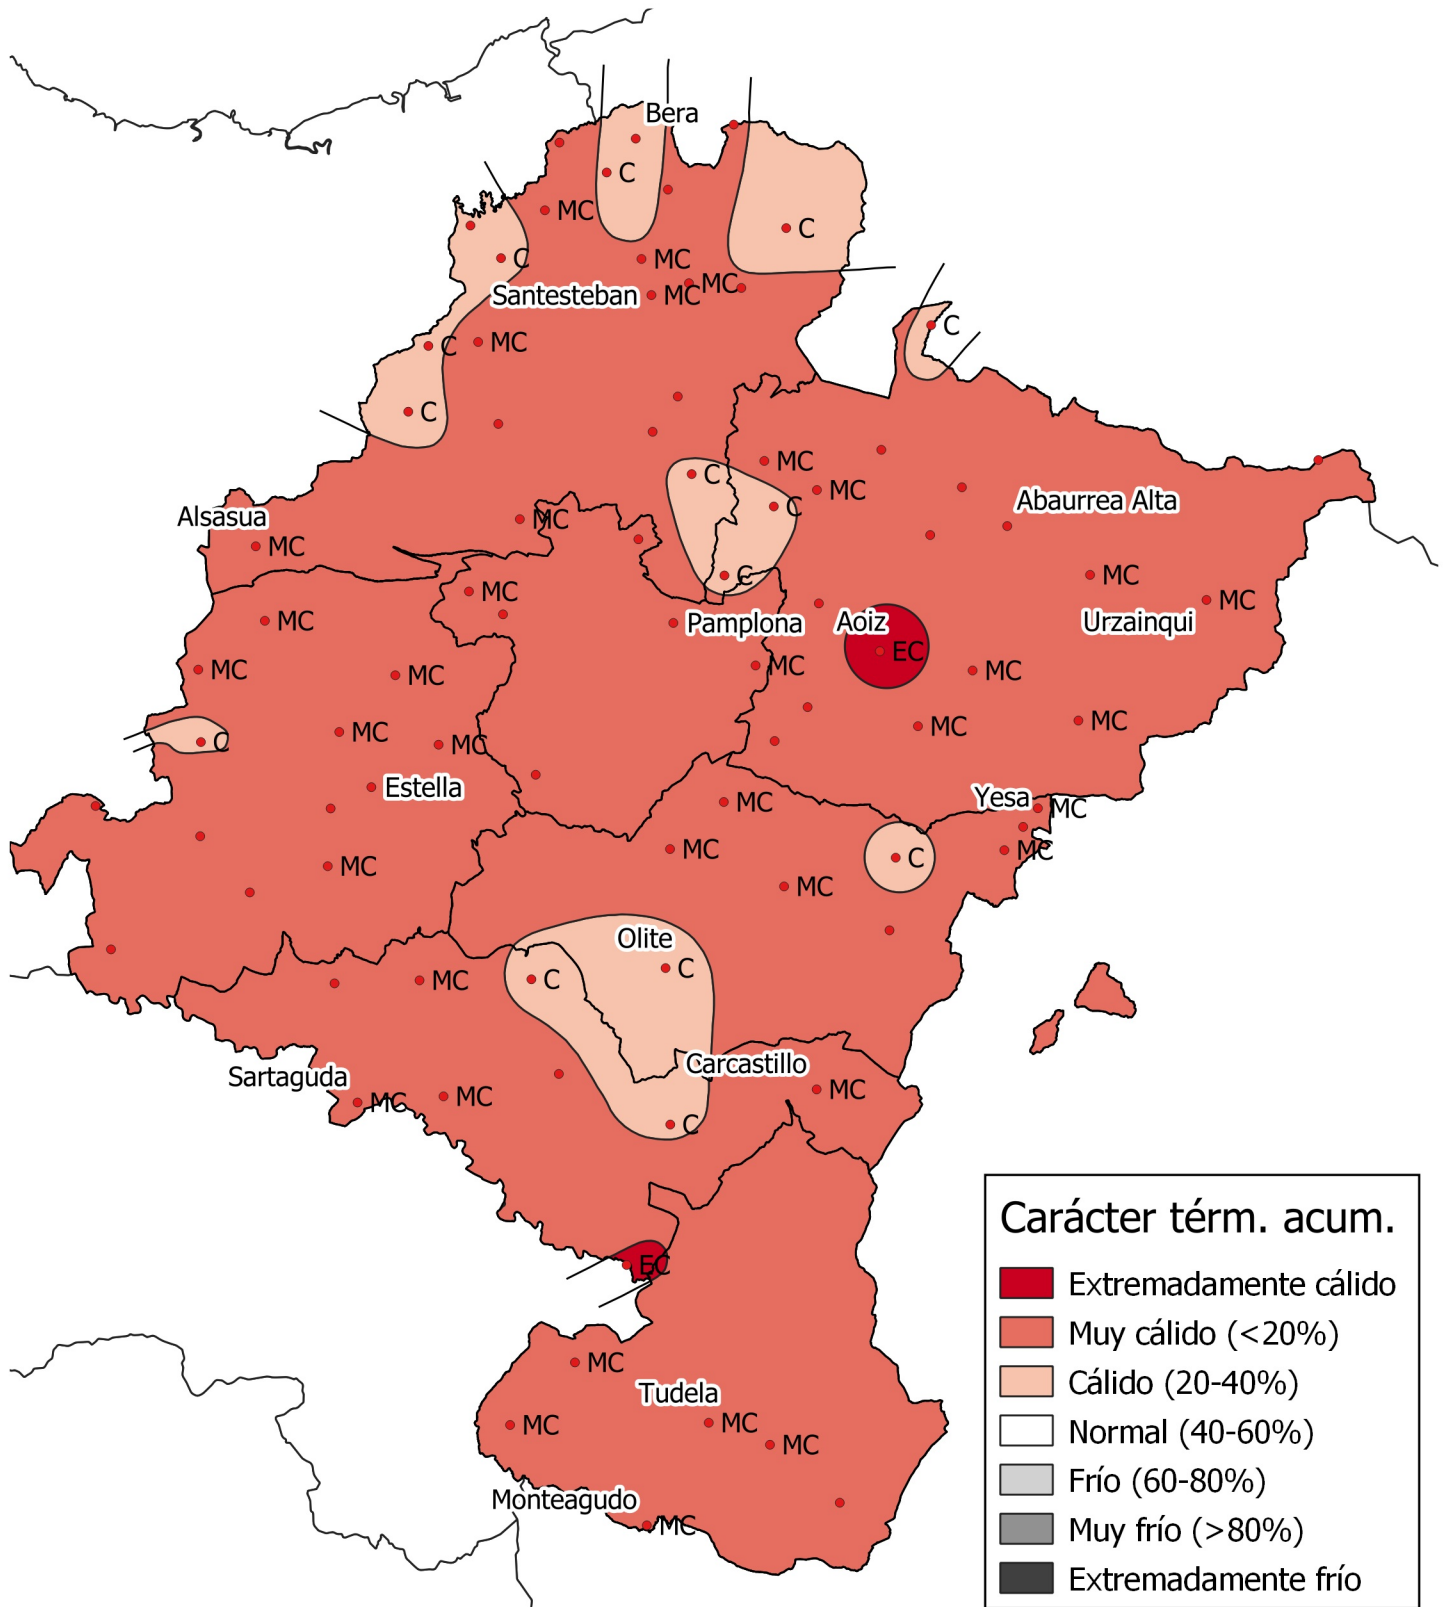 Bera
C
MC
C
C
MC
MC
Santesteban
MC
C
C
MC
C
C
MC
MC
C
C
Abaurrea Alta
Alsasua
MC
MC
C
MC
MC
MC
MC
Pamplona
Aoiz
Urzainqui
EC
MC
MC
MC
MC
MC
MC
MC
C
MC
Estella
Yesa
MC
MC
MC
MC
C
MC
MC
Olite
C
C
MC
Carcastillo
Sartaguda
MC
MC
MC
C
EC
MC
Tudela
MC
MC
MC
Monteagudo
MC
Carácter térm. acum.
Extremadamente cálido
Muy cálido (<20%)
Cálido (20-40%)
Normal (40-60%)
Frío (60-80%)
Muy frío (>80%)
Extremadamente frío